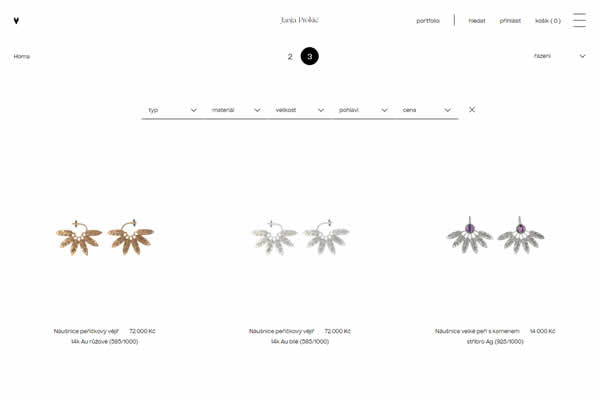 Janja Prokić
portfolio
hledat
přihlásit
košík ( 0 )
Home
2
3
řazení
typ
materiál
velikost
pohlaví
cena
Náušnice peříčkový vějíř 72 000 Kč
14k Au růžové (585/1000)
Náušnice peříčkový vějíř 72 000 Kč
14k Au bílé (585/1000)
Náušnice velké peří s kamenem 14 000 Kč
stříbro Ag (925/1000)